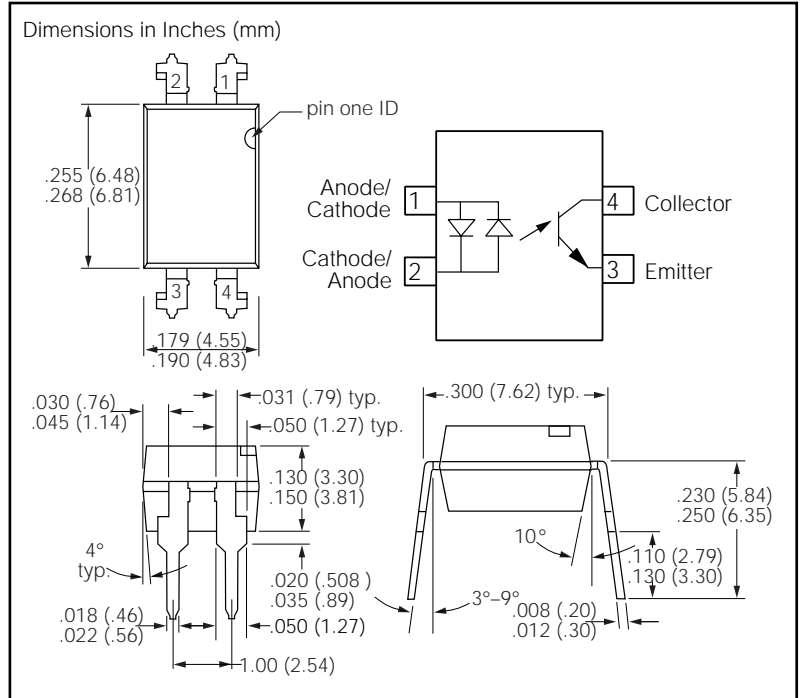 Dimensions in Inches (mm)
2
1
pin one ID
.255 (6.48)
.268 (6.81)
3
4
.179 (4.55)
.190 (4.83)
Anode/
Cathode
1
Cathode/
Anode
2
4
Collector
3
Emitter
.030 (.76)
.045 (1.14)
.031 (.79) typ.
.050 (1.27) typ.
.130 (3.30)
.150 (3.81)
4°
typ.
.020 (.508 )
.035 (.89)
.018 (.46)
.022 (.56)
.050 (1.27)
1.00 (2.54)
.300 (7.62) typ.
.230 (5.84)
.250 (6.35)
10°
.110 (2.79)
.130 (3.30)
3°–9°
.008 (.20)
.012 (.30)